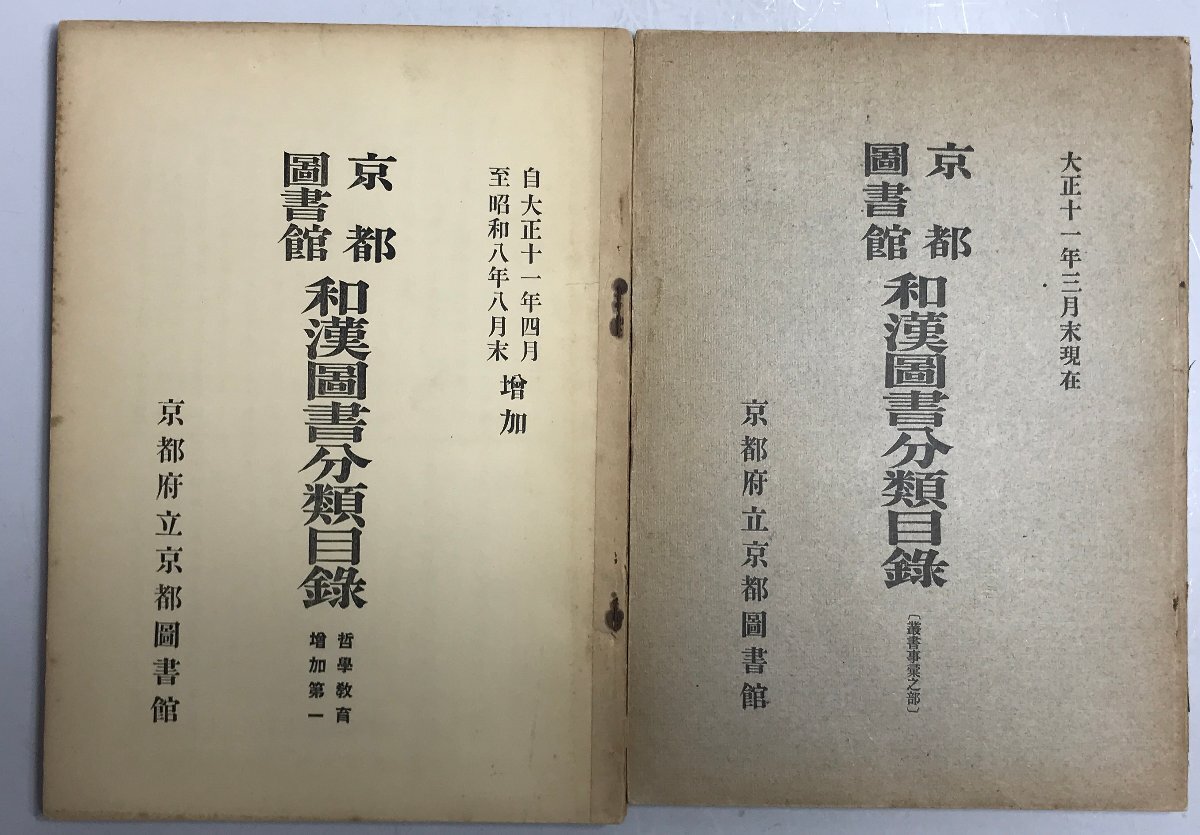 大正十一年三月末現在
京都
圖書館
和漢圖書分類目錄
〔叢書事彙之部〕
京都府立京都圖書館
自大正十一年四月
至昭和八年八月末
增加
京都
圖書館
和漢圖書分類目錄
哲學教育
增加第一
京都府立京都圖書館